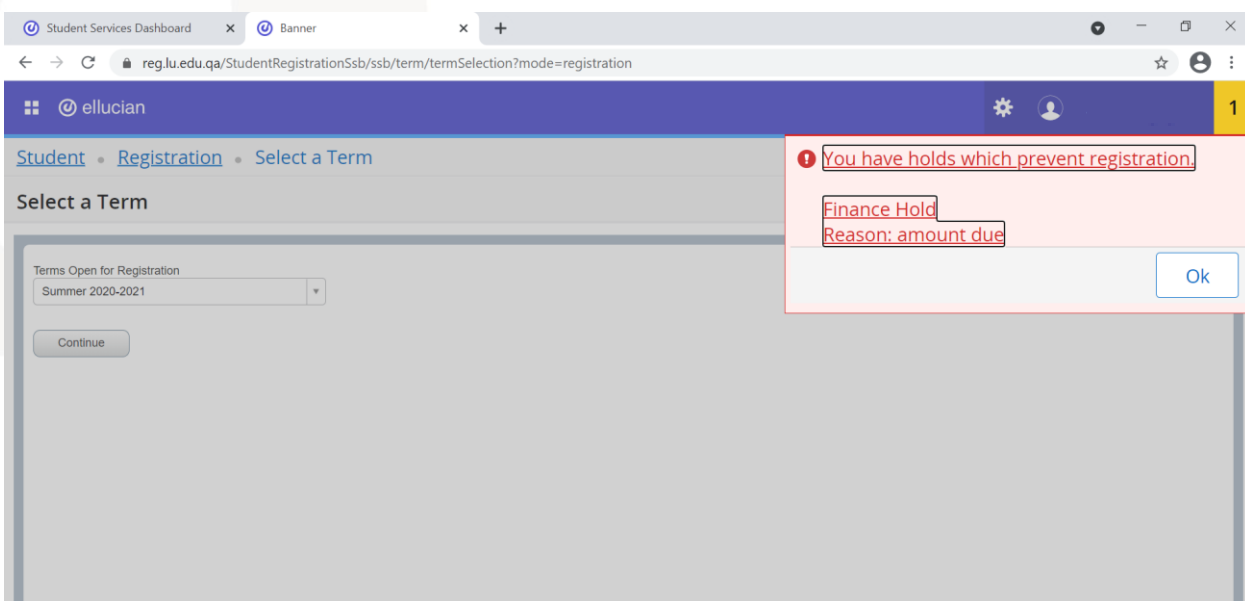 Student Services Dashboard
Banner
reg.lu.edu.qa/StudentRegistrationSsb/ssb/term/termSelection?mode=registration
ellucian
1
Student • Registration • Select a Term
Select a Term
You have holds which prevent registration.
Finance Hold
Reason: amount due
Ok
Terms Open for Registration
Summer 2020-2021
Continue